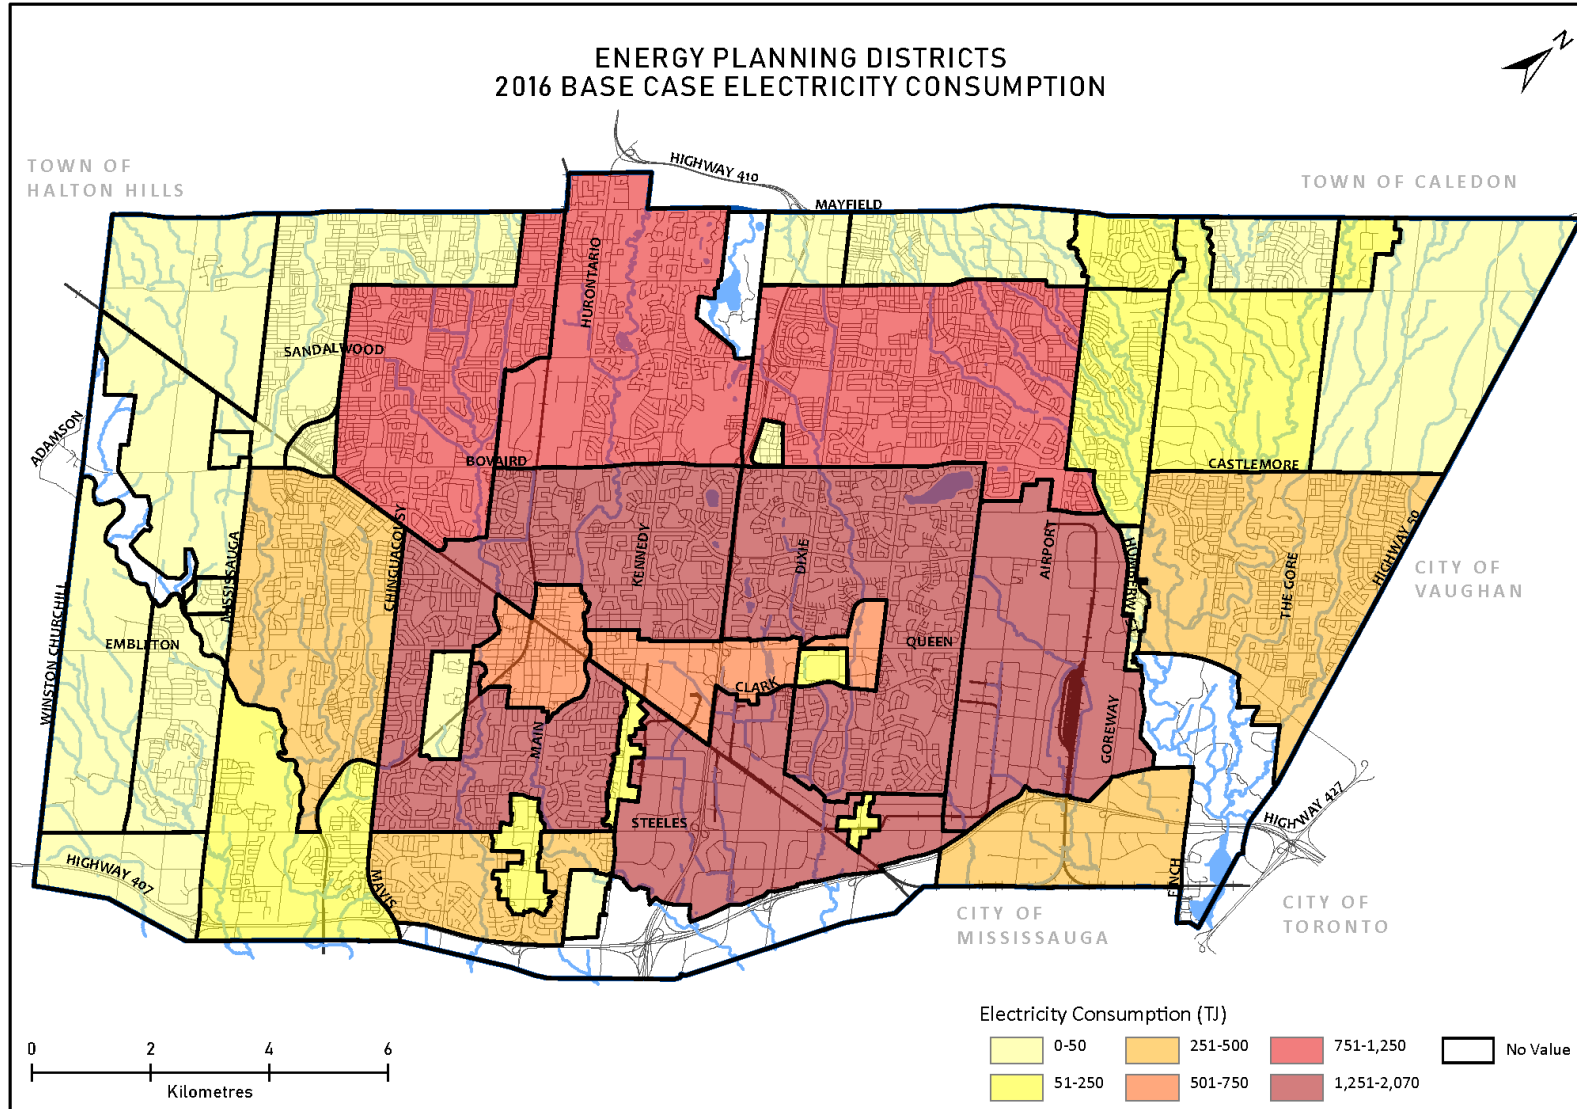 ENERGY PLANNING DISTRICTS
2016 BASE CASE ELECTRICITY CONSUMPTION
N
TOWN OF
HALTON HILLS
HIGHWAY 410
TOWN OF CALEDON
MAYFIELD
HURONTARIO
SANDALWOOD
ADAMSON
BOVAIRD
CASTLEMORE
CHINGUACOUSY
MISSISSAUGA
KENNEDY
DIXIE
AIRPORT
THE GORE
HIGHWAY 50
CITY OF
VAUGHAN
WINSTON CHURCHILL
EMBLETON
QUEEN
CLARK
MAIN
GOREWAY
STEELES
HIGHWAY 427
HIGHWAY 407
MAVIS
FINCH
CITY OF
MISSISSAUGA
CITY OF
TORONTO
Electricity Consumption (TJ)
0-50
251-500
751-1,250
No Value
51-250
501-750
1,251-2,070
0 2 4 6
Kilometres